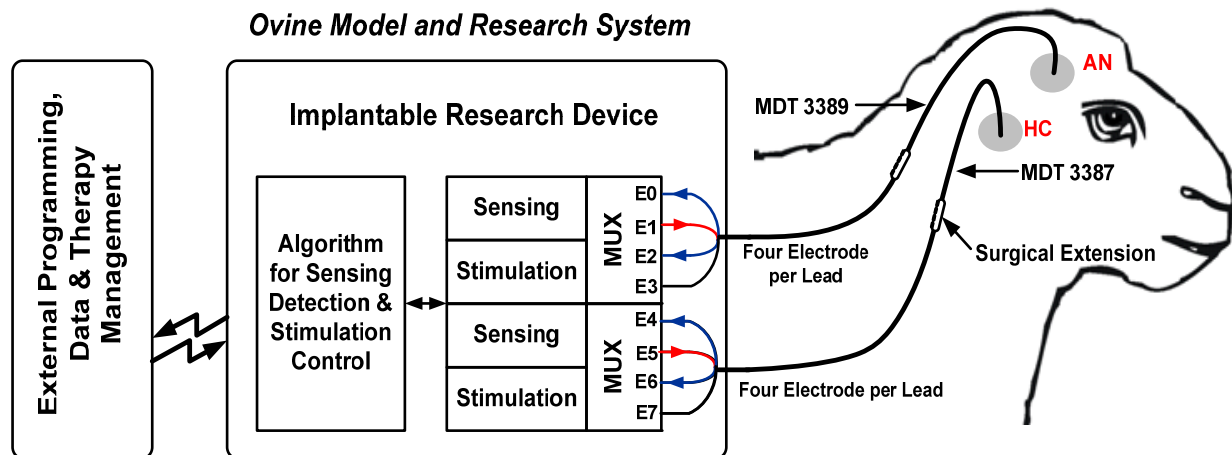 Ovine Model and Research System
External Programming,
Data & Therapy
Management
Implantable Research Device
Algorithm
for Sensing
Detection &
Stimulation
Control
Sensing
Stimulation
Sensing
Stimulation
MUX
MUX
E0
E1
E2
E3
E4
E5
E6
E7
Four Electrode
per Lead
Four Electrode per Lead
MDT 3389
AN
HC
MDT 3387
Surgical Extension